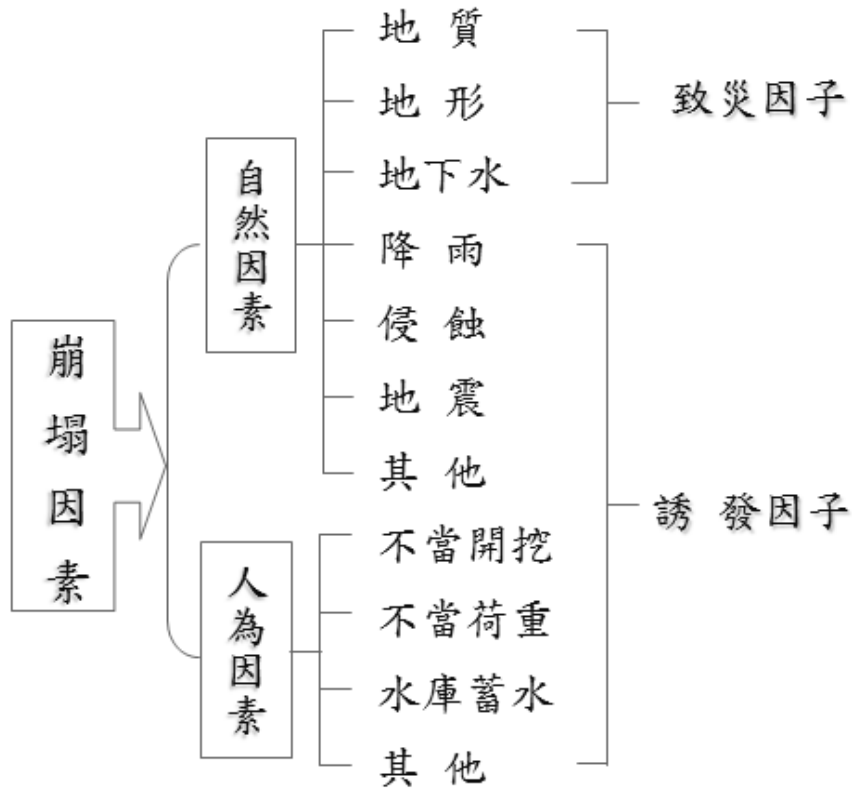 崩塌因素
自然因素
地質
地形
地下水
降雨
侵蝕
地震
其他
人為因素
不當開挖
不當荷重
水庫蓄水
其他
致災因子
誘發因子